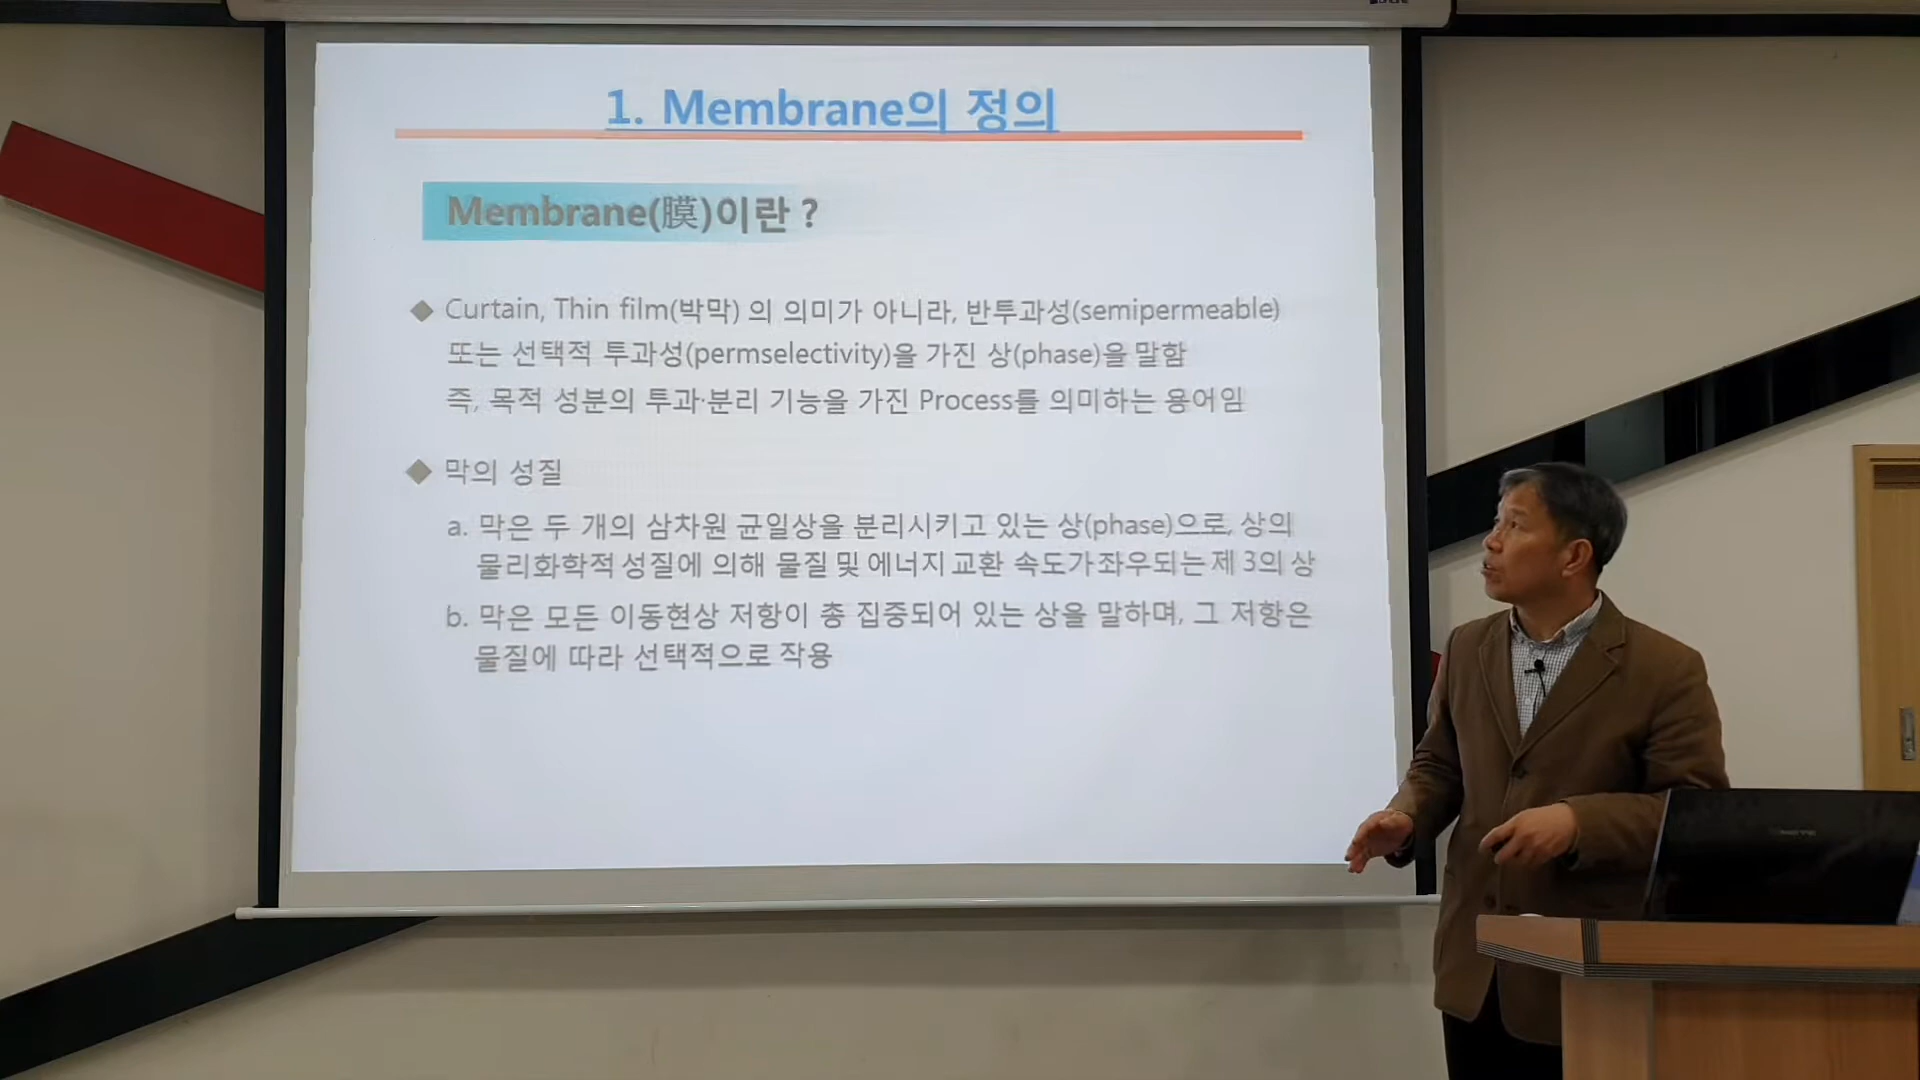 1. Membrane의 정의
Membrane(膜)이란 ?
◆ Curtain, Thin film(박막) 의 의미가 아니라, 반투과성(semipermeable)
또는 선택적 투과성(permselectivity)을 가진 상(phase)을 말함
즉, 목적 성분의 투과·분리 기능을 가진 Process를 의미하는 용어임
◆ 막의 성질
a. 막은 두 개의 삼차원 균일상을 분리시키고 있는 상(phase)으로, 상의
물리화학적 성질에 의해 물질 및 에너지 교환 속도가 좌우되는 제 3의 상
b. 막은 모든 이동현상 저항이 총 집중되어 있는 상을 말하며, 그 저항은
물질에 따라 선택적으로 작용